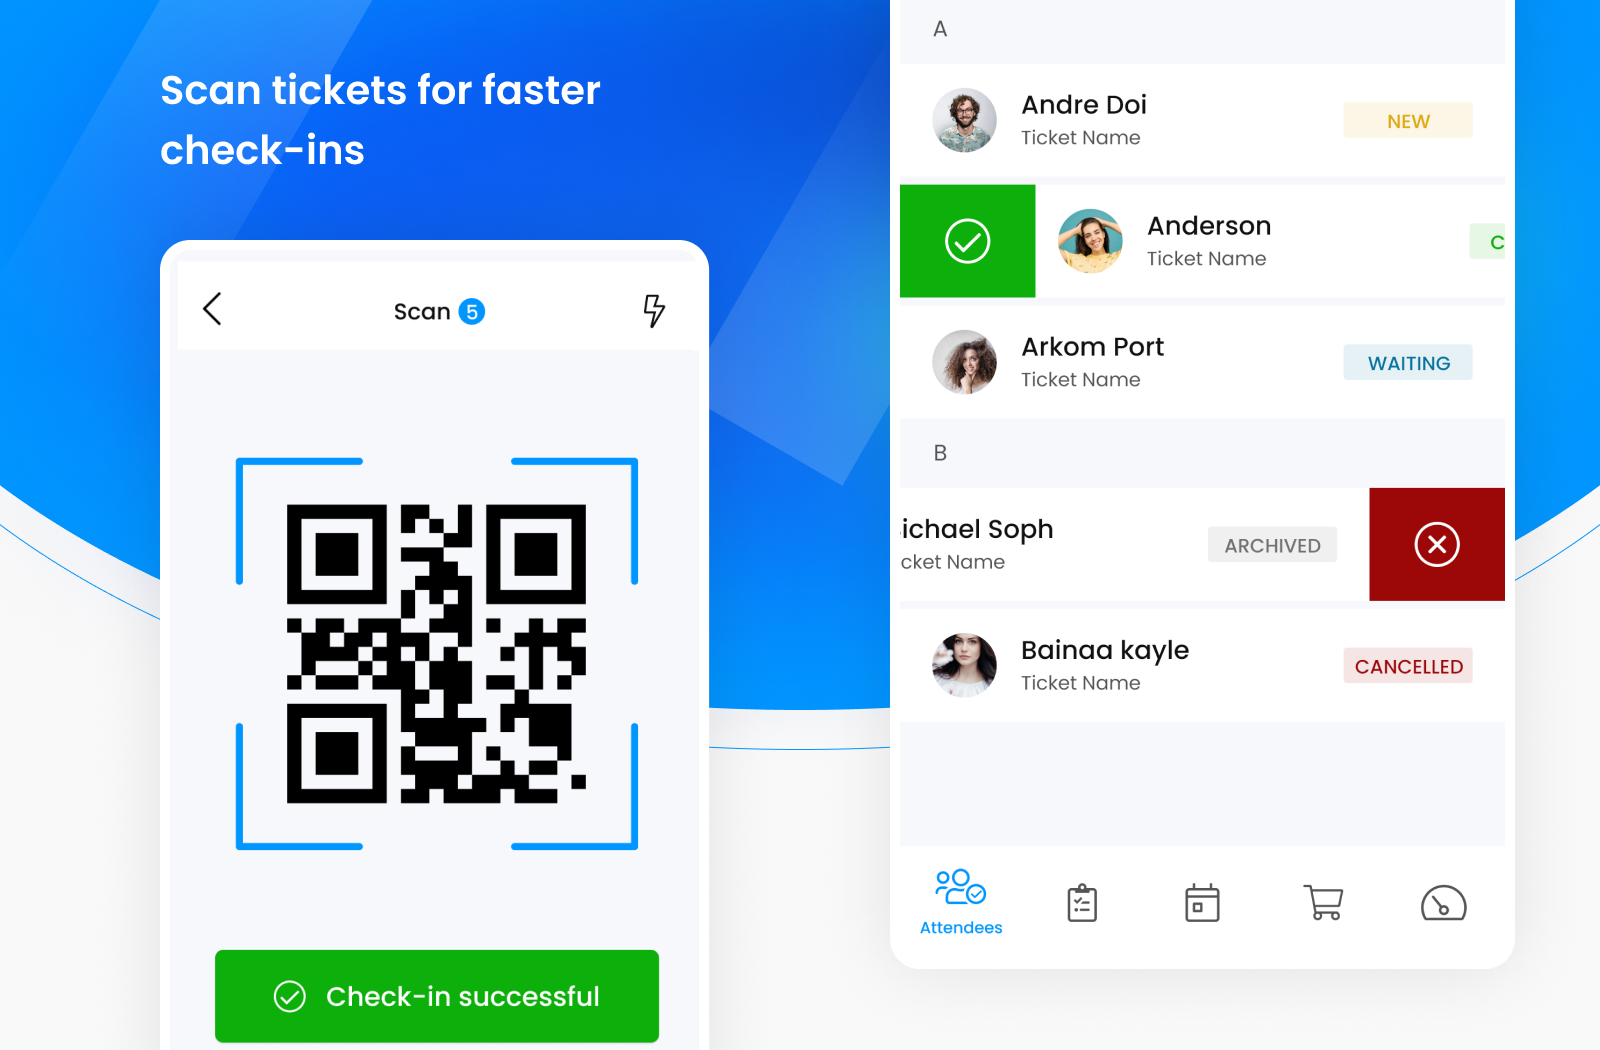 Scan tickets for faster
check-ins
Scan 5
Check-in successful
A
Andre Doi
Ticket Name
NEW
Anderson
Ticket Name
C
Arkom Port
Ticket Name
WAITING
B
ichael Soph
cket Name
ARCHIVED
Bainaa kayle
Ticket Name
CANCELLED
Attendees